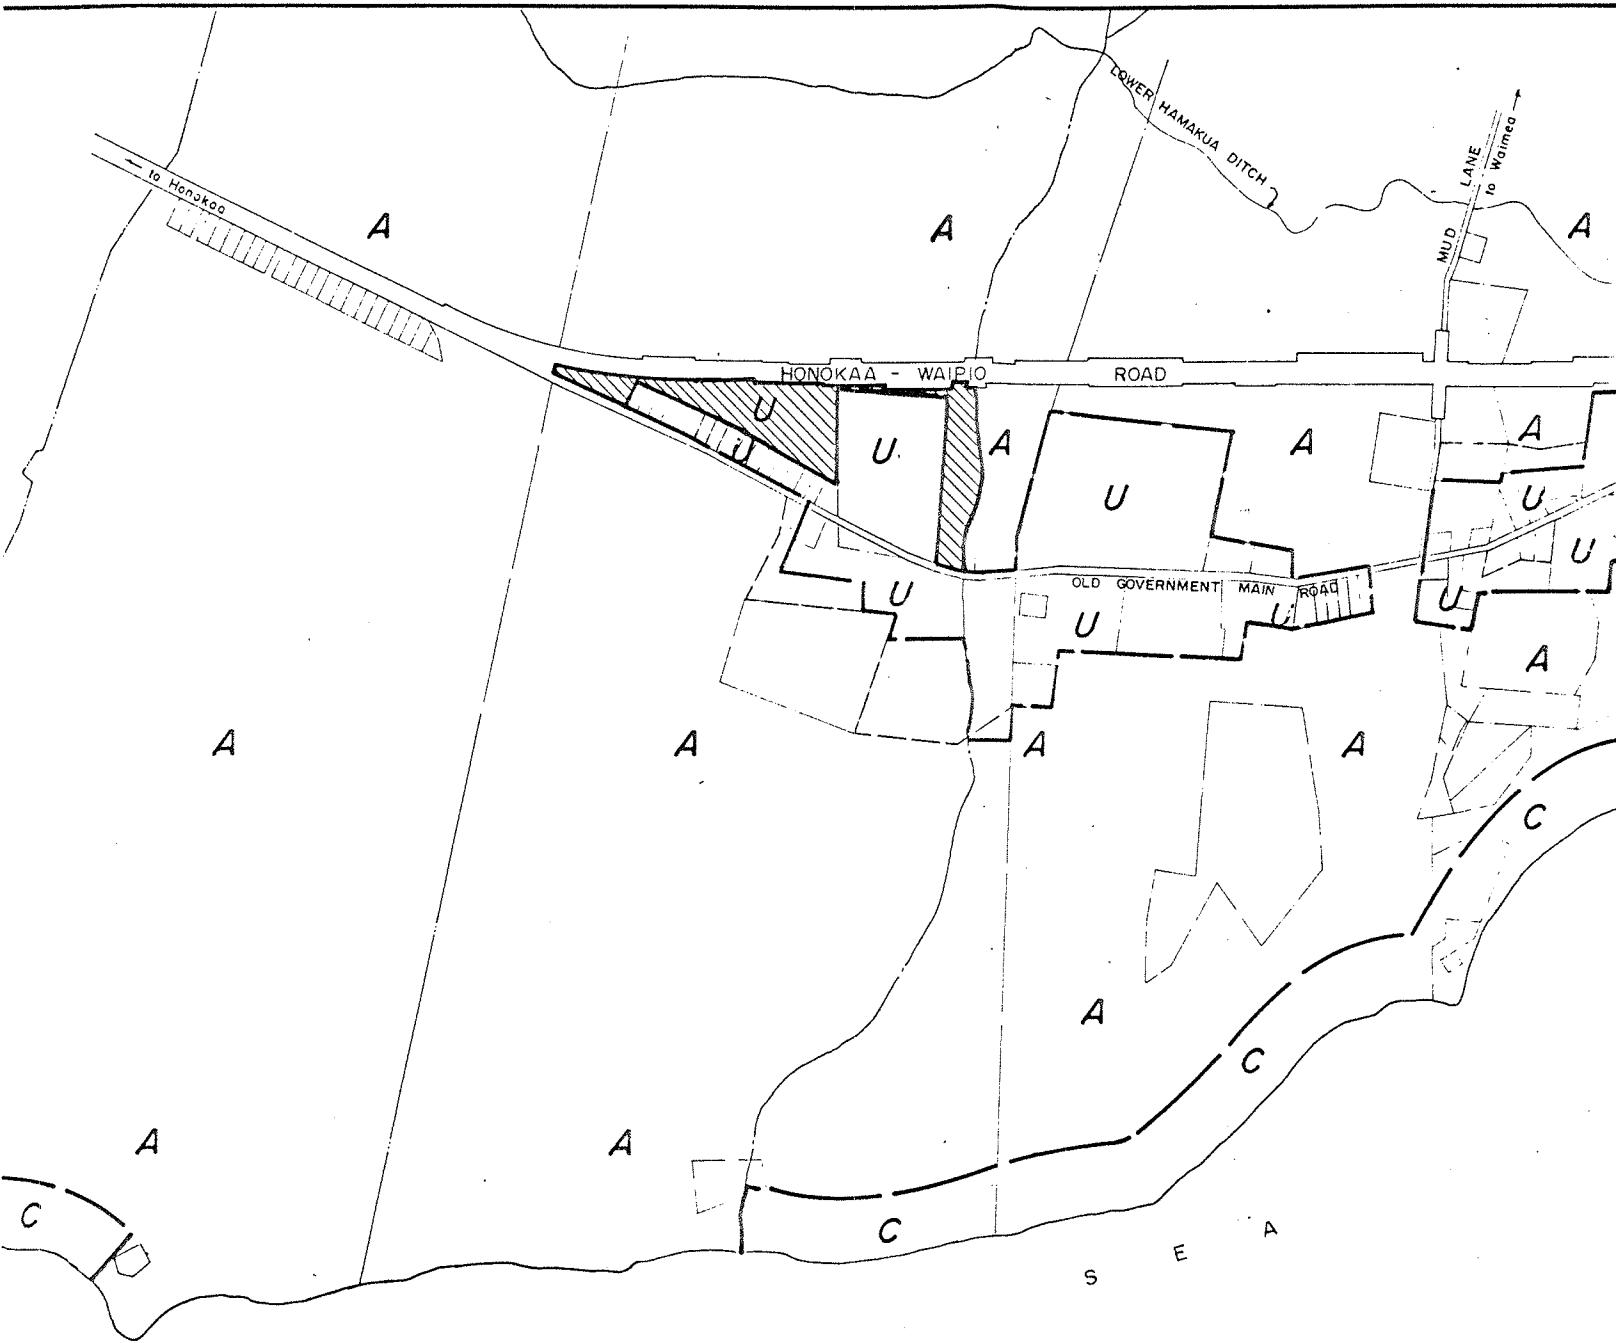 LOWER HAMAKUA DITCH
MUD LANE
to Waimea
← to Honokaa
A
A
A
HONOKAA - WAIPIO ROAD
U
U
U
A
A
A
U
U
U
OLD GOVERNMENT MAIN ROAD
U
U
U
U
A
A
A
A
A
C
A
C
A
A
C
C
S E A